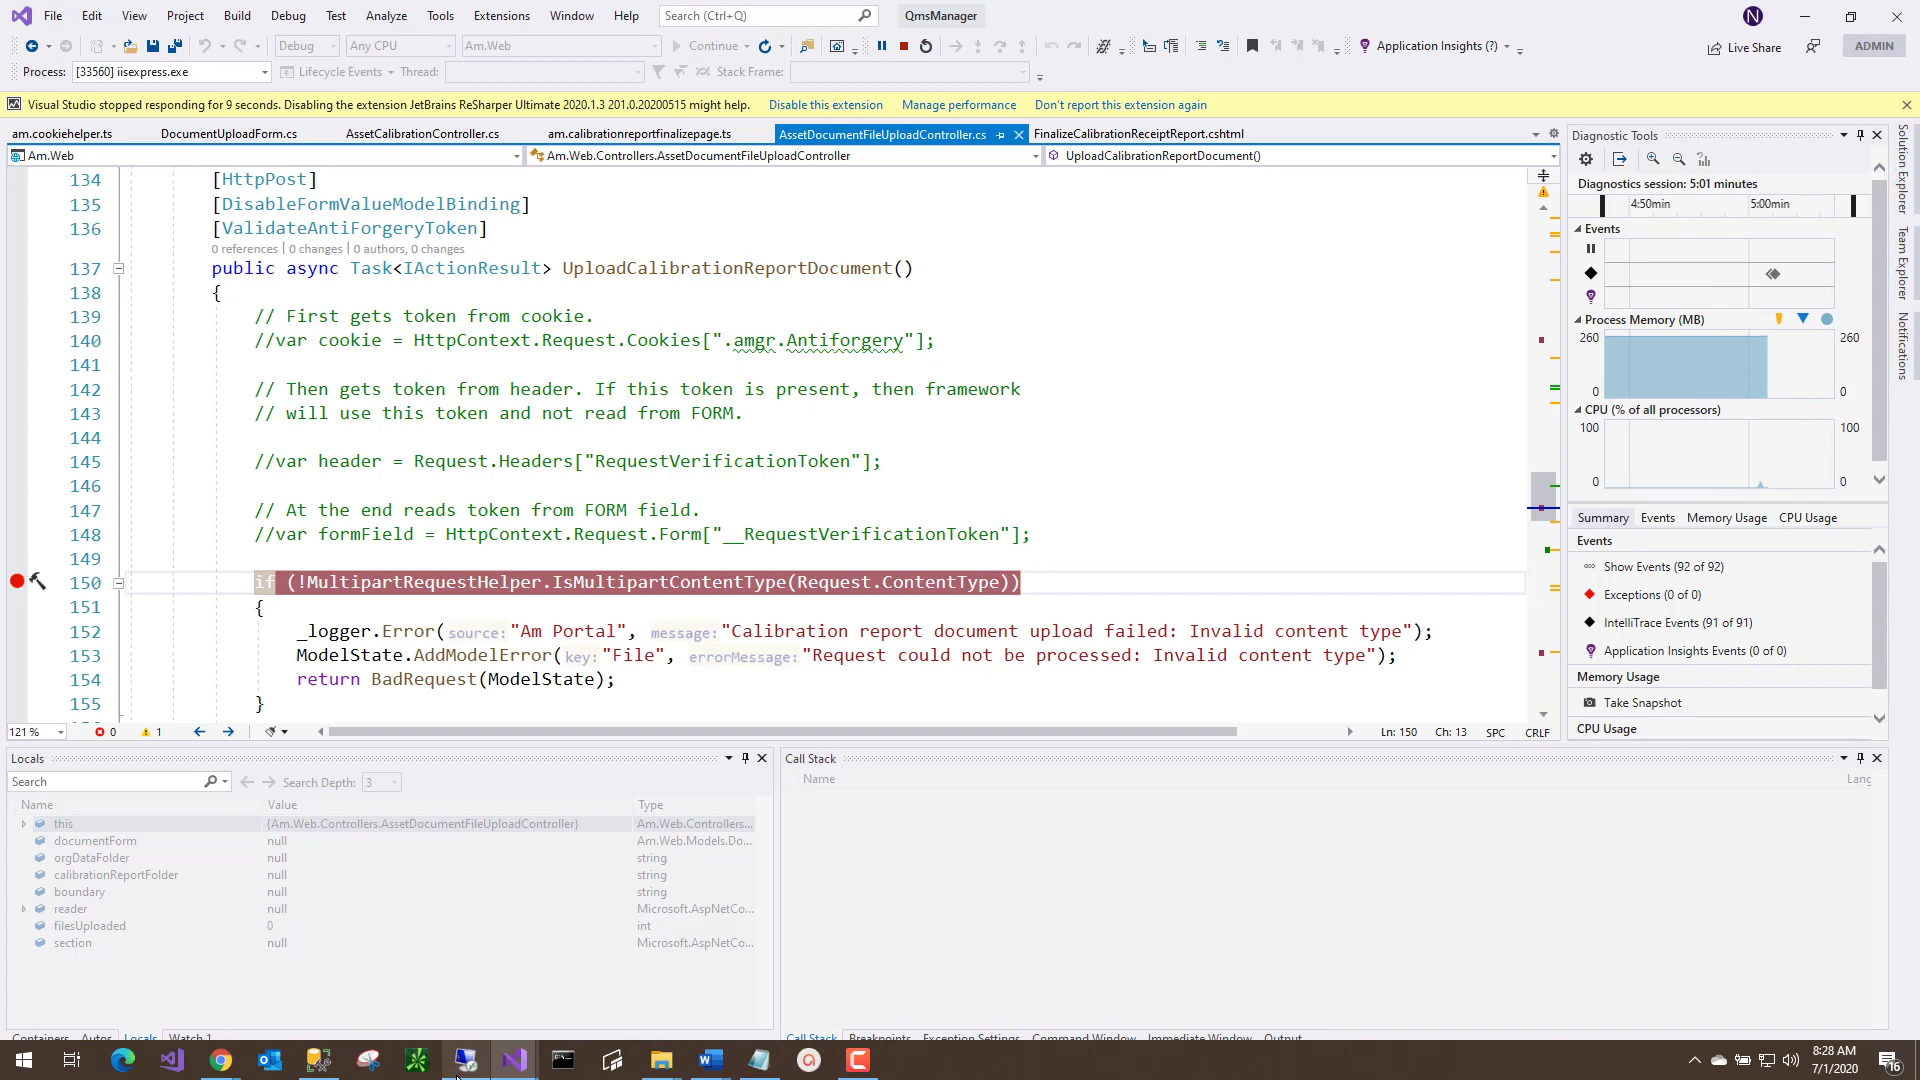 File Edit View Project Build Debug Test Analyze Tools Extensions Window Help Search (Ctrl+Q) QmsManager N
Debug Any CPU Am.Web Continue Application Insights (?) Live Share ADMIN
Process: [33560] iisexpress.exe Lifecycle Events Thread: Stack Frame:
Visual Studio stopped responding for 9 seconds. Disabling the extension JetBrains ReSharper Ultimate 2020.1.3 201.0.20200515 might help. Disable this extension Manage performance Don't report this extension again
am.cookiehelper.ts DocumentUploadForm.cs AssetCalibrationController.cs am.calibrationreportfinalizepage.ts AssetDocumentFileUploadController.cs FinalizeCalibrationReceiptReport.cshtml
Am.Web Am.Web.Controllers.AssetDocumentFileUploadController UploadCalibrationReportDocument()
134 [HttpPost]
135 [DisableFormValueModelBinding]
136 [ValidateAntiForgeryToken]
0 references | 0 changes | 0 authors, 0 changes
137 public async Task<IActionResult> UploadCalibrationReportDocument()
138 {
139 // First gets token from cookie.
140 //var cookie = HttpContext.Request.Cookies[".amgr.Antiforgery"];
141
142 // Then gets token from header. If this token is present, then framework
143 // will use this token and not read from FORM.
144
145 //var header = Request.Headers["RequestVerificationToken"];
146
147 // At the end reads token from FORM field.
148 //var formField = HttpContext.Request.Form["__RequestVerificationToken"];
149
150 if (!MultipartRequestHelper.IsMultipartContentType(Request.ContentType))
151 {
152 _logger.Error(source: "Am Portal", message: "Calibration report document upload failed: Invalid content type");
153 ModelState.AddModelError(key: "File", errorMessage: "Request could not be processed: Invalid content type");
154 return BadRequest(ModelState);
155 }
121 % 0 1 Ln: 150 Ch: 13 SPC CRLF
Diagnostic Tools
Diagnostics session: 5:01 minutes
4:50min 5:00min
Events
Process Memory (MB)
260 260
0 0
CPU (% of all processors)
100 100
0 0
Summary Events Memory Usage CPU Usage
Events
Show Events (92 of 92)
Exceptions (0 of 0)
IntelliTrace Events (91 of 91)
Application Insights Events (0 of 0)
Memory Usage
Take Snapshot
CPU Usage
Solution Explorer
Team Explorer
Notifications
Locals
Search Search Depth: 3
Name Value Type
this {Am.Web.Controllers.AssetDocumentFileUploadController} Am.Web.Controllers...
documentForm null Am.Web.Models.Do...
orgDataFolder null string
calibrationReportFolder null string
boundary null string
reader null Microsoft.AspNetCo...
filesUploaded 0 int
section null Microsoft.AspNetCo...
Containers Autos Locals Watch 1
Call Stack
Name Lang
Call Stack Breakpoints Exception Settings Command Window Immediate Window Output
8:28 AM
7/1/2020
16